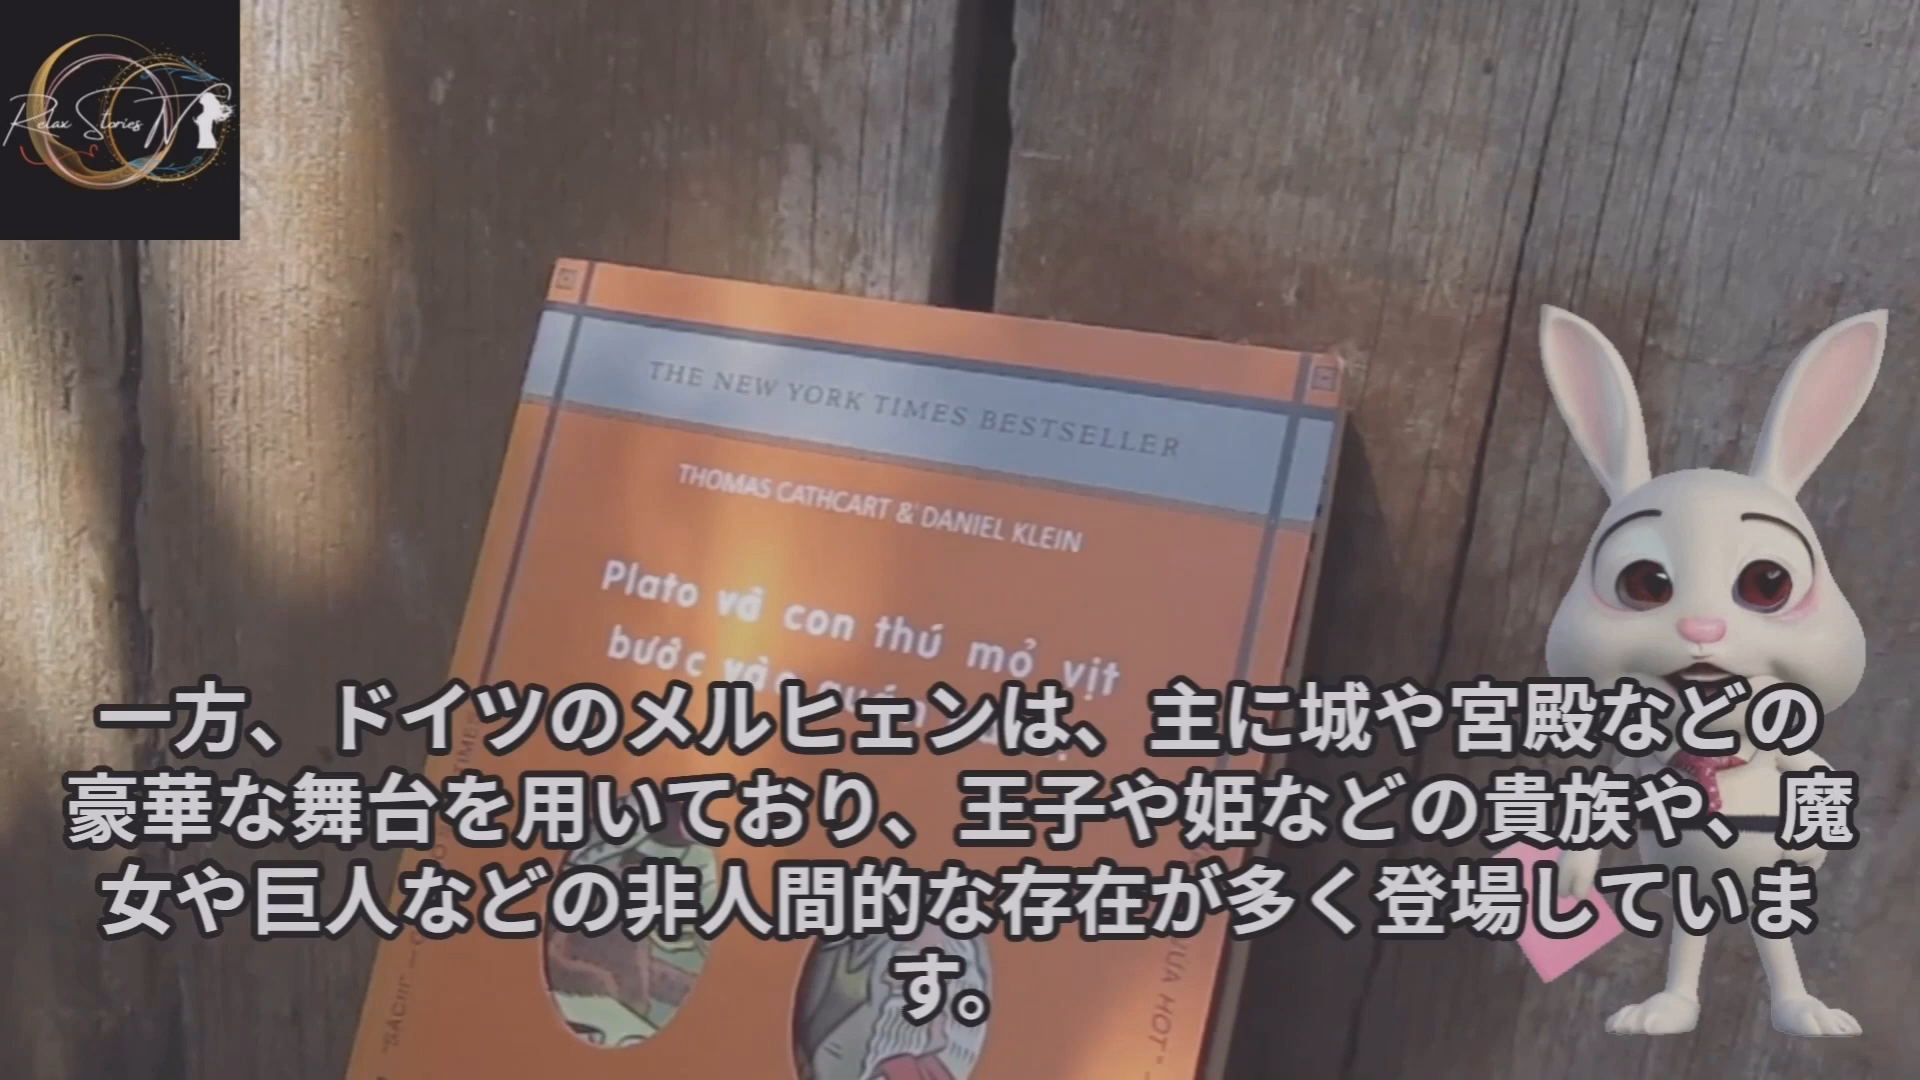 Relax Stories TV
THE NEW YORK TIMES BESTSELLER
THOMAS CATHCART & DANIEL KLEIN
Plato và con thú mỏ vịt
bước vào quán
一方、ドイツのメルヒェンは、主に城や宮殿などの
豪華な舞台を用いており、王子や姫などの貴族や、魔
女や巨人などの非人間的な存在が多く登場していま
す。